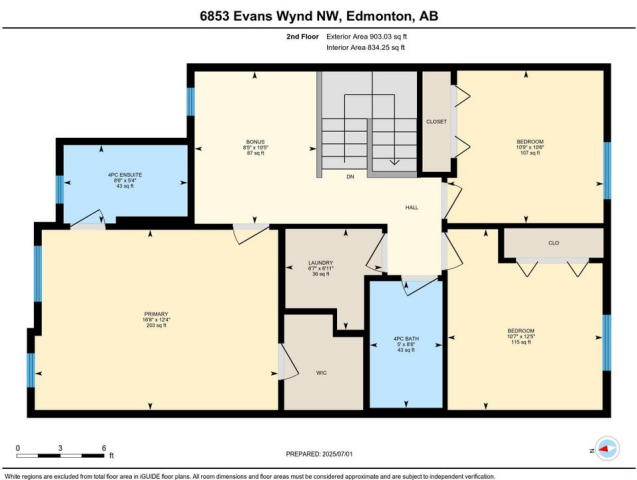 6853 Evans Wynd NW, Edmonton, AB
2nd Floor Exterior Area 903.03 sq ft
Interior Area 834.25 sq ft
BONUS
8'5" x 10'5"
87 sq ft
CLOSET
BEDROOM
10'9" x 10'6"
107 sq ft
4PC ENSUITE
8'6" x 5'4"
43 sq ft
DN
HALL
CLO
LAUNDRY
6'7" x 6'11"
36 sq ft
PRIMARY
16'8" x 12'4"
203 sq ft
BEDROOM
10'7" x 12'5"
115 sq ft
4PC BATH
5' x 8'8"
43 sq ft
WIC
0 3 6
ft
PREPARED: 2025/07/01
N
White regions are excluded from total floor area in iGUIDE floor plans. All room dimensions and floor areas must be considered approximate and are subject to independent verification.